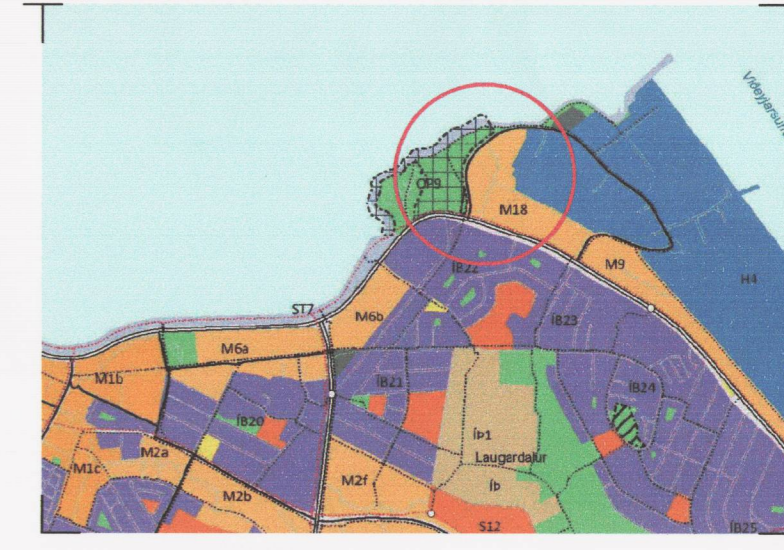 Viðeyjarsun
OP9
M18
ÍB22
M9
H4
ST7
M6b
ÍB23
M6a
M1b
ÍB21
ÍB24
ÍB20
ÍÞ1
M2a
Laugardalur
M1c
M2f
ÍÞ
M2b
S12
ÍB25